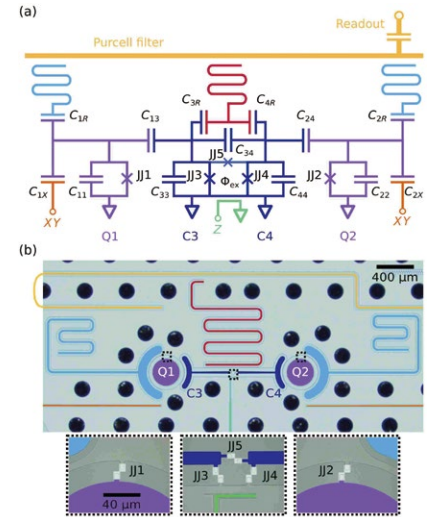 (a)
Readout
Purcell filter
C1R
C13
C3R
C4R
C24
C2R
C34
JJ5
C1X
C11
JJ1
JJ3
C33
Φex
JJ4
C44
JJ2
C22
C2X
XY
Z
XY
Q1
C3
C4
Q2
(b)
400 μm
Q1
C3
C4
Q2
JJ1
40 μm
JJ5
JJ3
JJ4
JJ2